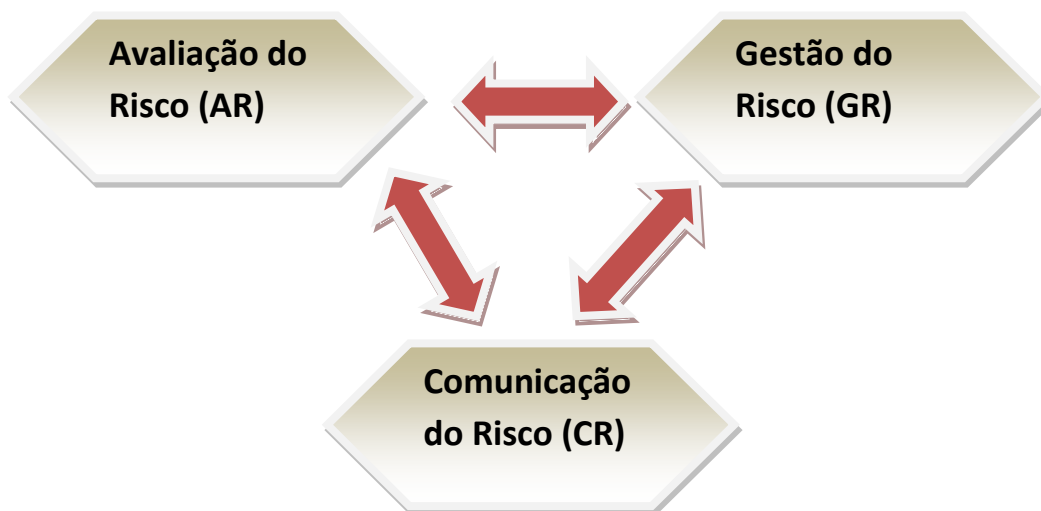 Avaliação do
Risco (AR)
Gestão do
Risco (GR)
Comunicação
do Risco (CR)